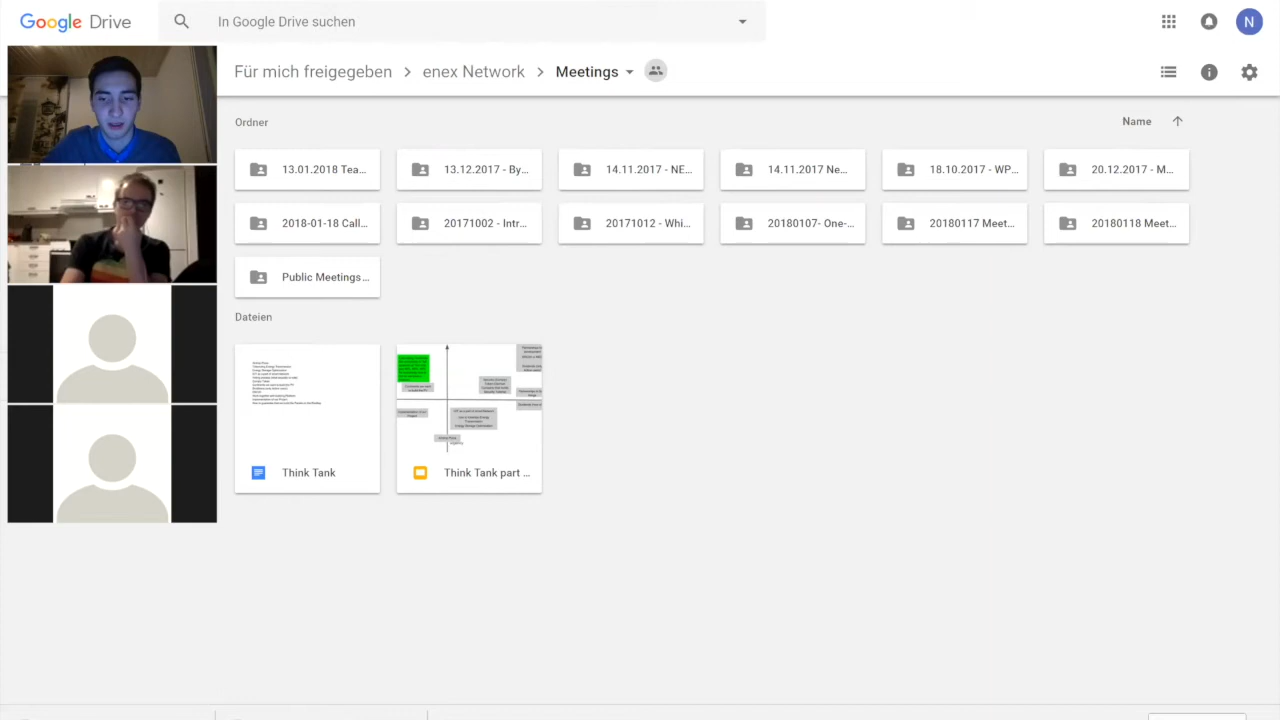 Google Drive
In Google Drive suchen
N
Für mich freigegeben > enex Network > Meetings
Ordner
Name
13.01.2018 Tea...
13.12.2017 - By...
14.11.2017 - NE...
14.11.2017 Ne...
18.10.2017 - WP...
20.12.2017 - M...
2018-01-18 Call...
20171002 - Intr...
20171012 - Whi...
20180107- One-...
20180117 Meet...
20180118 Meet...
Public Meetings...
Dateien
Think Tank
Think Tank part ...